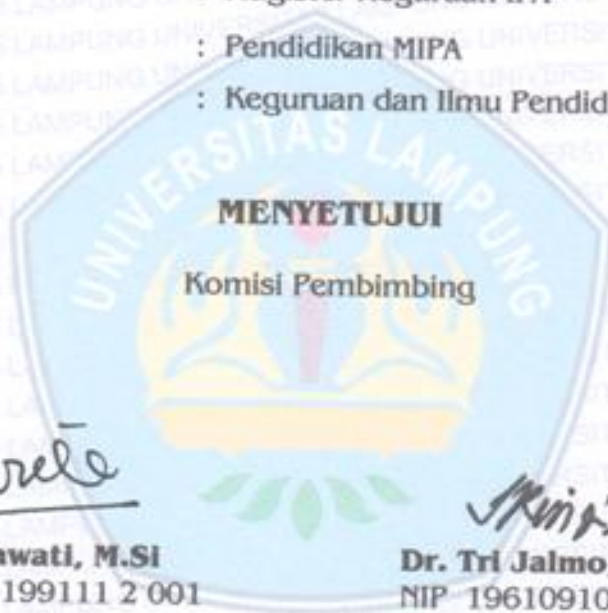 : Pendidikan MIPA
: Keguruan dan Ilmu Pendid
UNIVERSITAS LAMPUNG
MENYETUJUI
Komisi Pembimbing
awati, M.Si
199111 2 001
Dr. Tri Jalmo
NIP 19610910